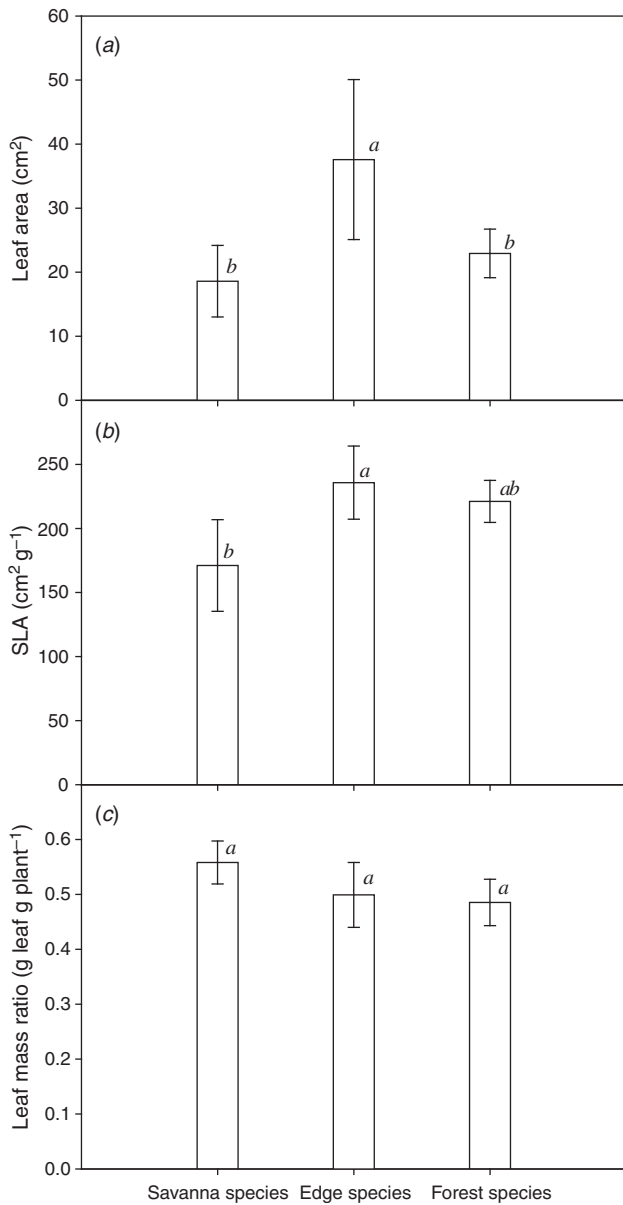 (a)
60
50
40
30
20
10
0
Leaf area (cm²)
b
a
b
(b)
250
200
150
100
50
0
SLA (cm² g⁻¹)
b
a
ab
(c)
0.6
0.5
0.4
0.3
0.2
0.1
0.0
Leaf mass ratio (g leaf g plant⁻¹)
a
a
a
Savanna species Edge species Forest species